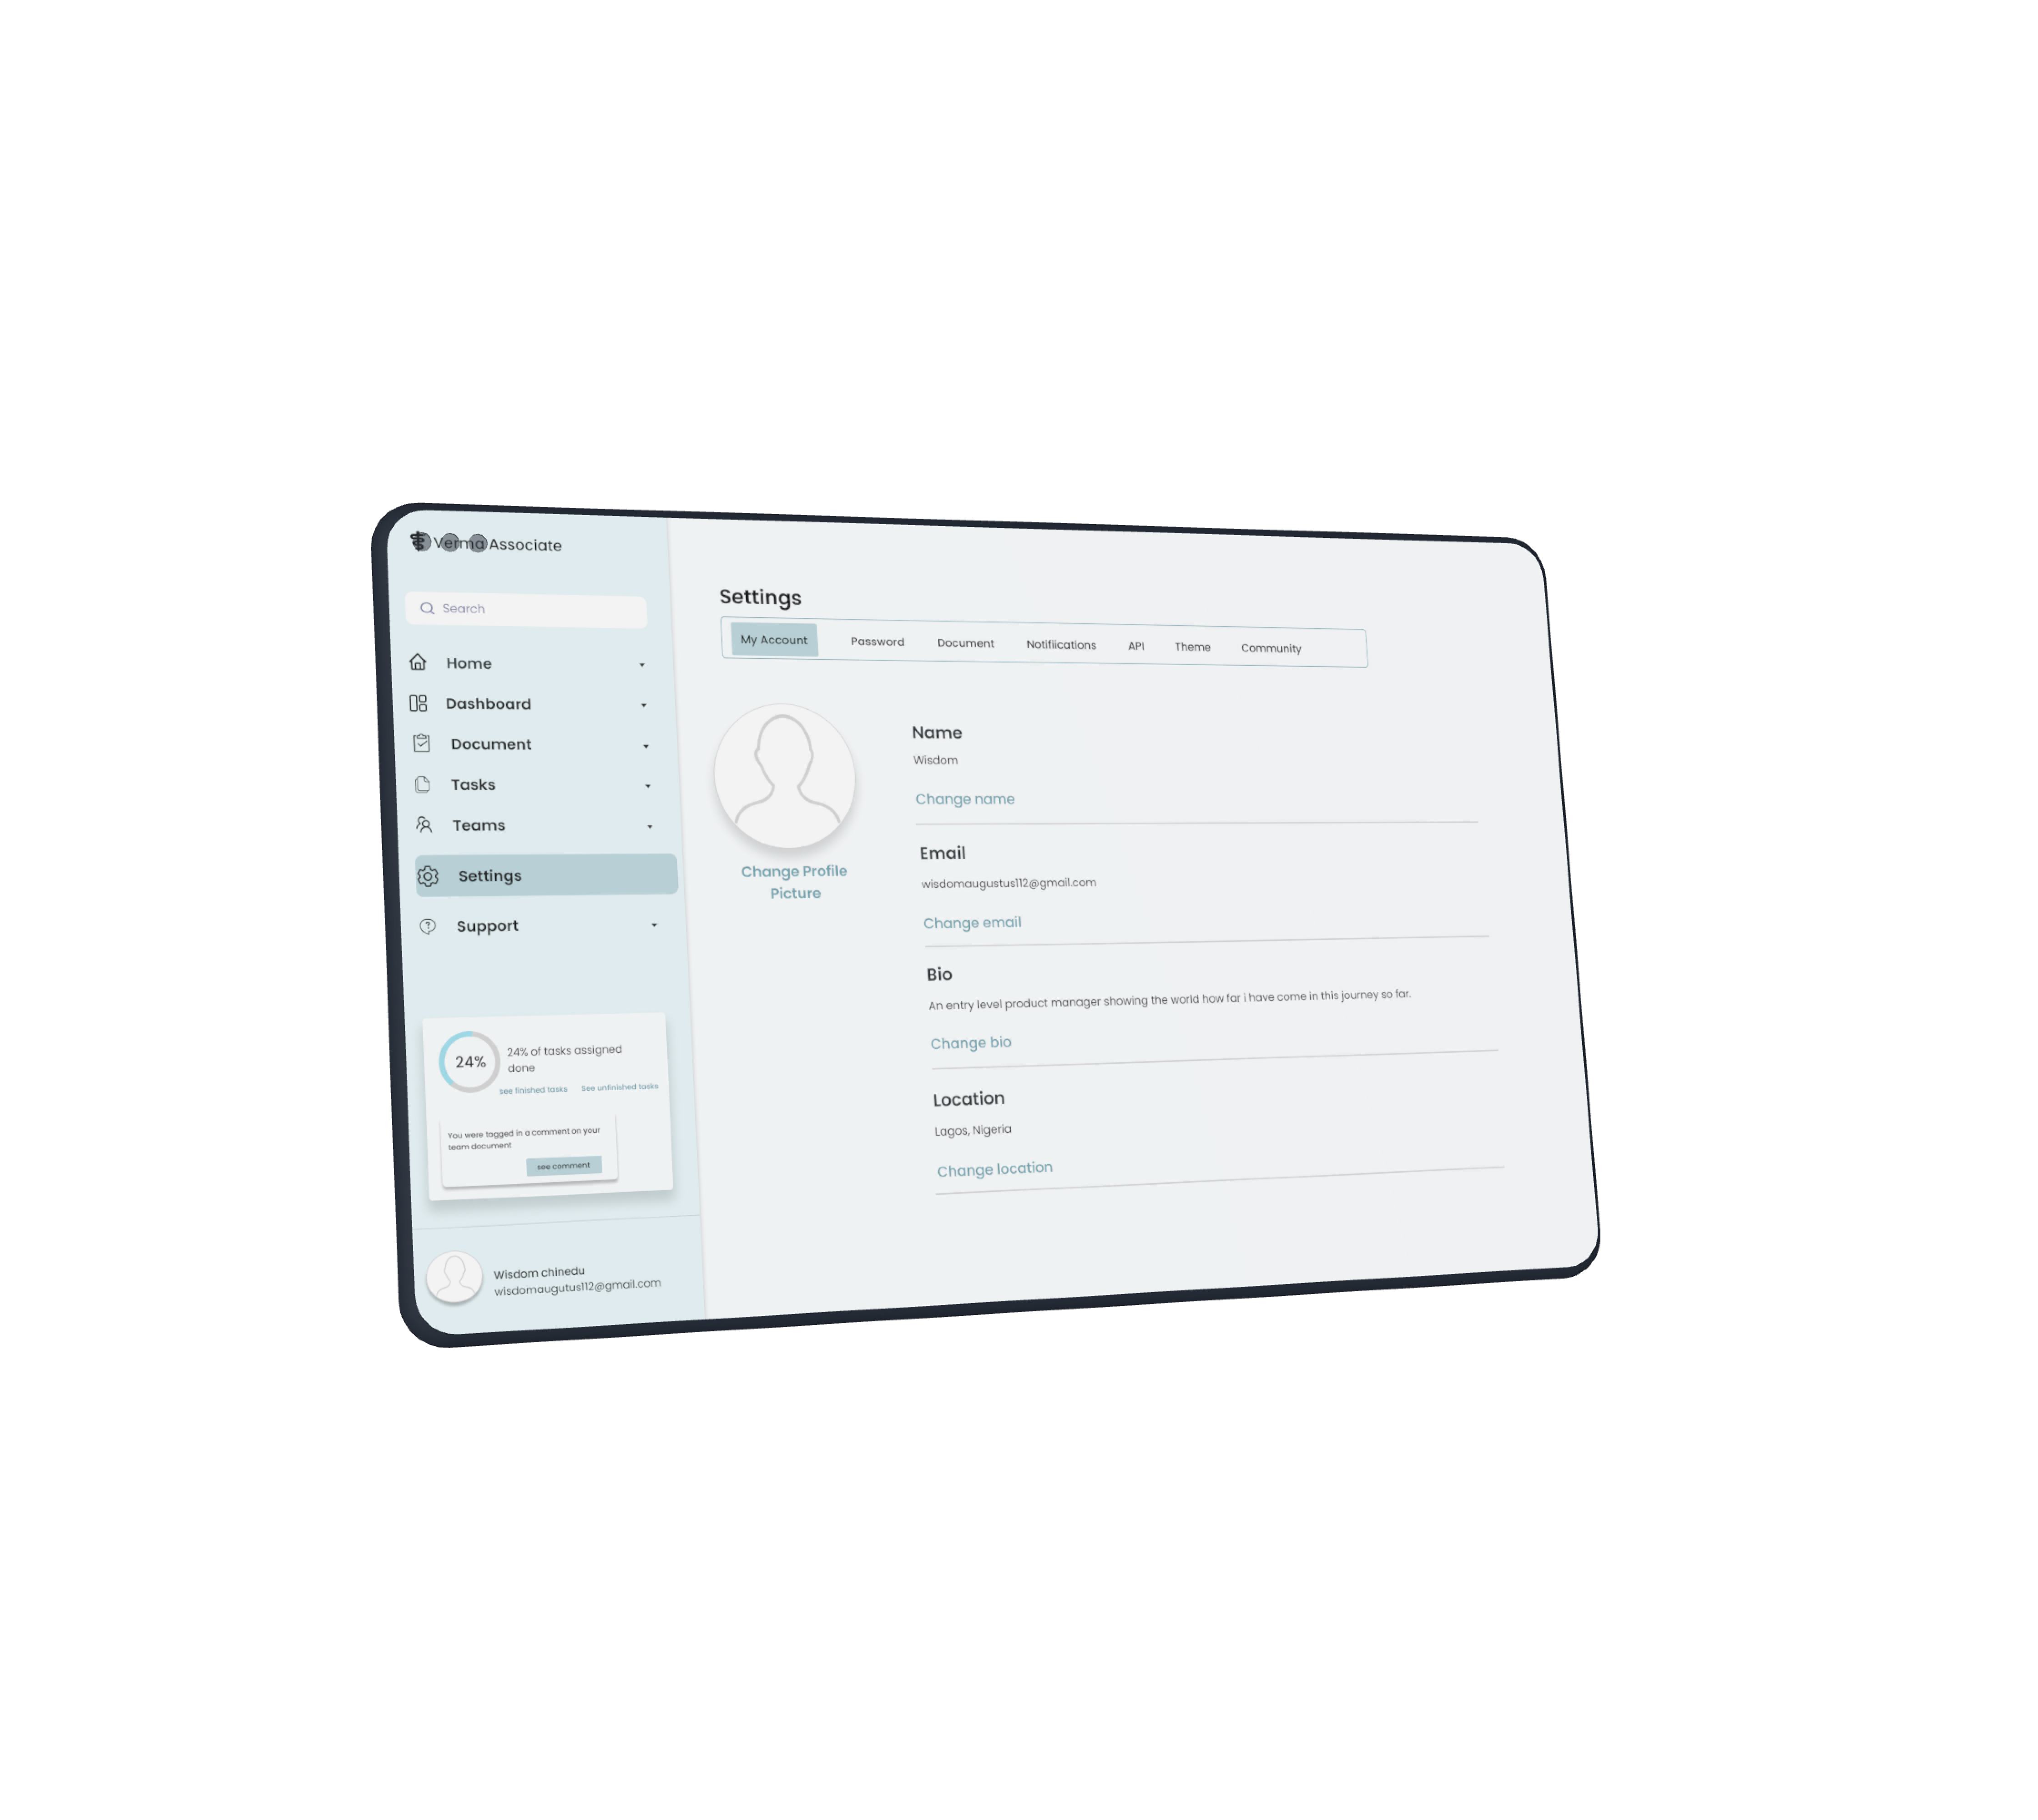 Verma Associate
Search
Home
Dashboard
Document
Tasks
Teams
Settings
Support
24%
24% of tasks assigned
done
see finished tasks See unfinished tasks
You were tagged in a comment on your
team document
see comment
Wisdom chinedu
wisdomaugutus112@gmail.com
Settings
My Account Password Document Notifiications API Theme Community
Change Profile
Picture
Name
Wisdom
Change name
Email
wisdomaugustus112@gmail.com
Change email
Bio
An entry level product manager showing the world how far i have come in this journey so far.
Change bio
Location
Lagos, Nigeria
Change location